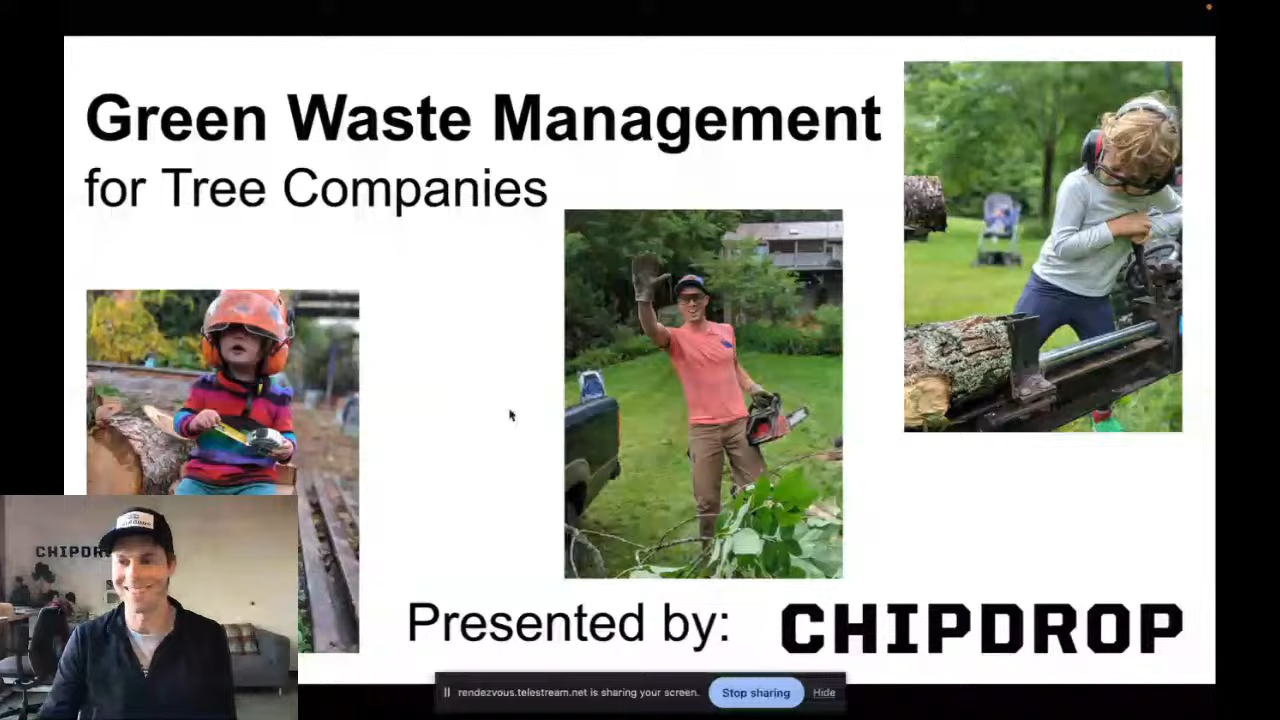 Green Waste Management
for Tree Companies
CHIPDR
Presented by:
CHIPDROP
rendezvous.telestream.net is sharing your screen.
Stop sharing
Hide